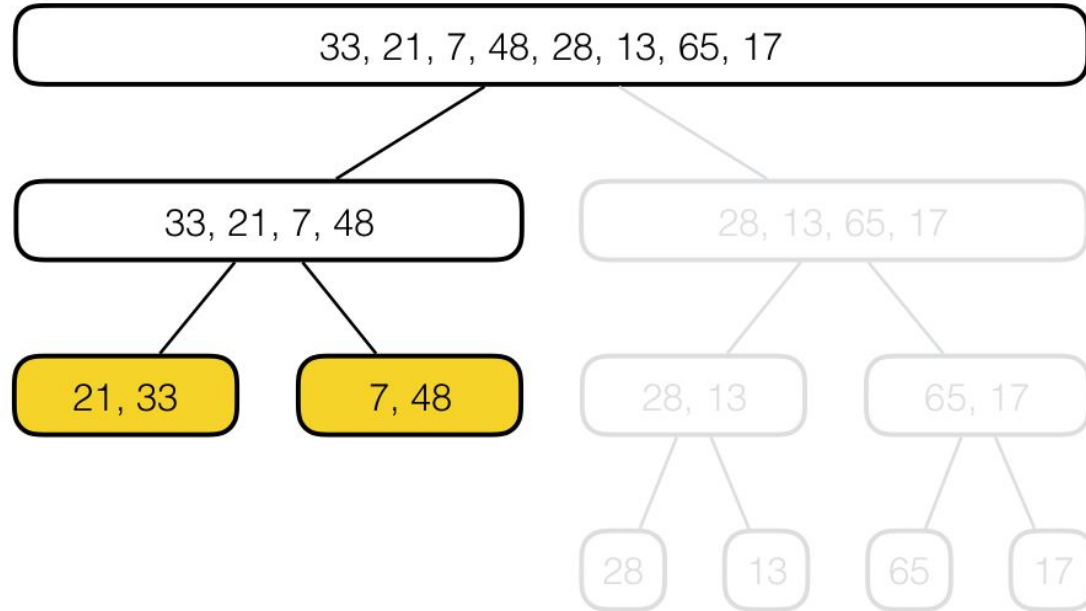 33, 21, 7, 48, 28, 13, 65, 17
33, 21, 7, 48
28, 13, 65, 17
21, 33
7, 48
28, 13
65, 17
28
13
65
17